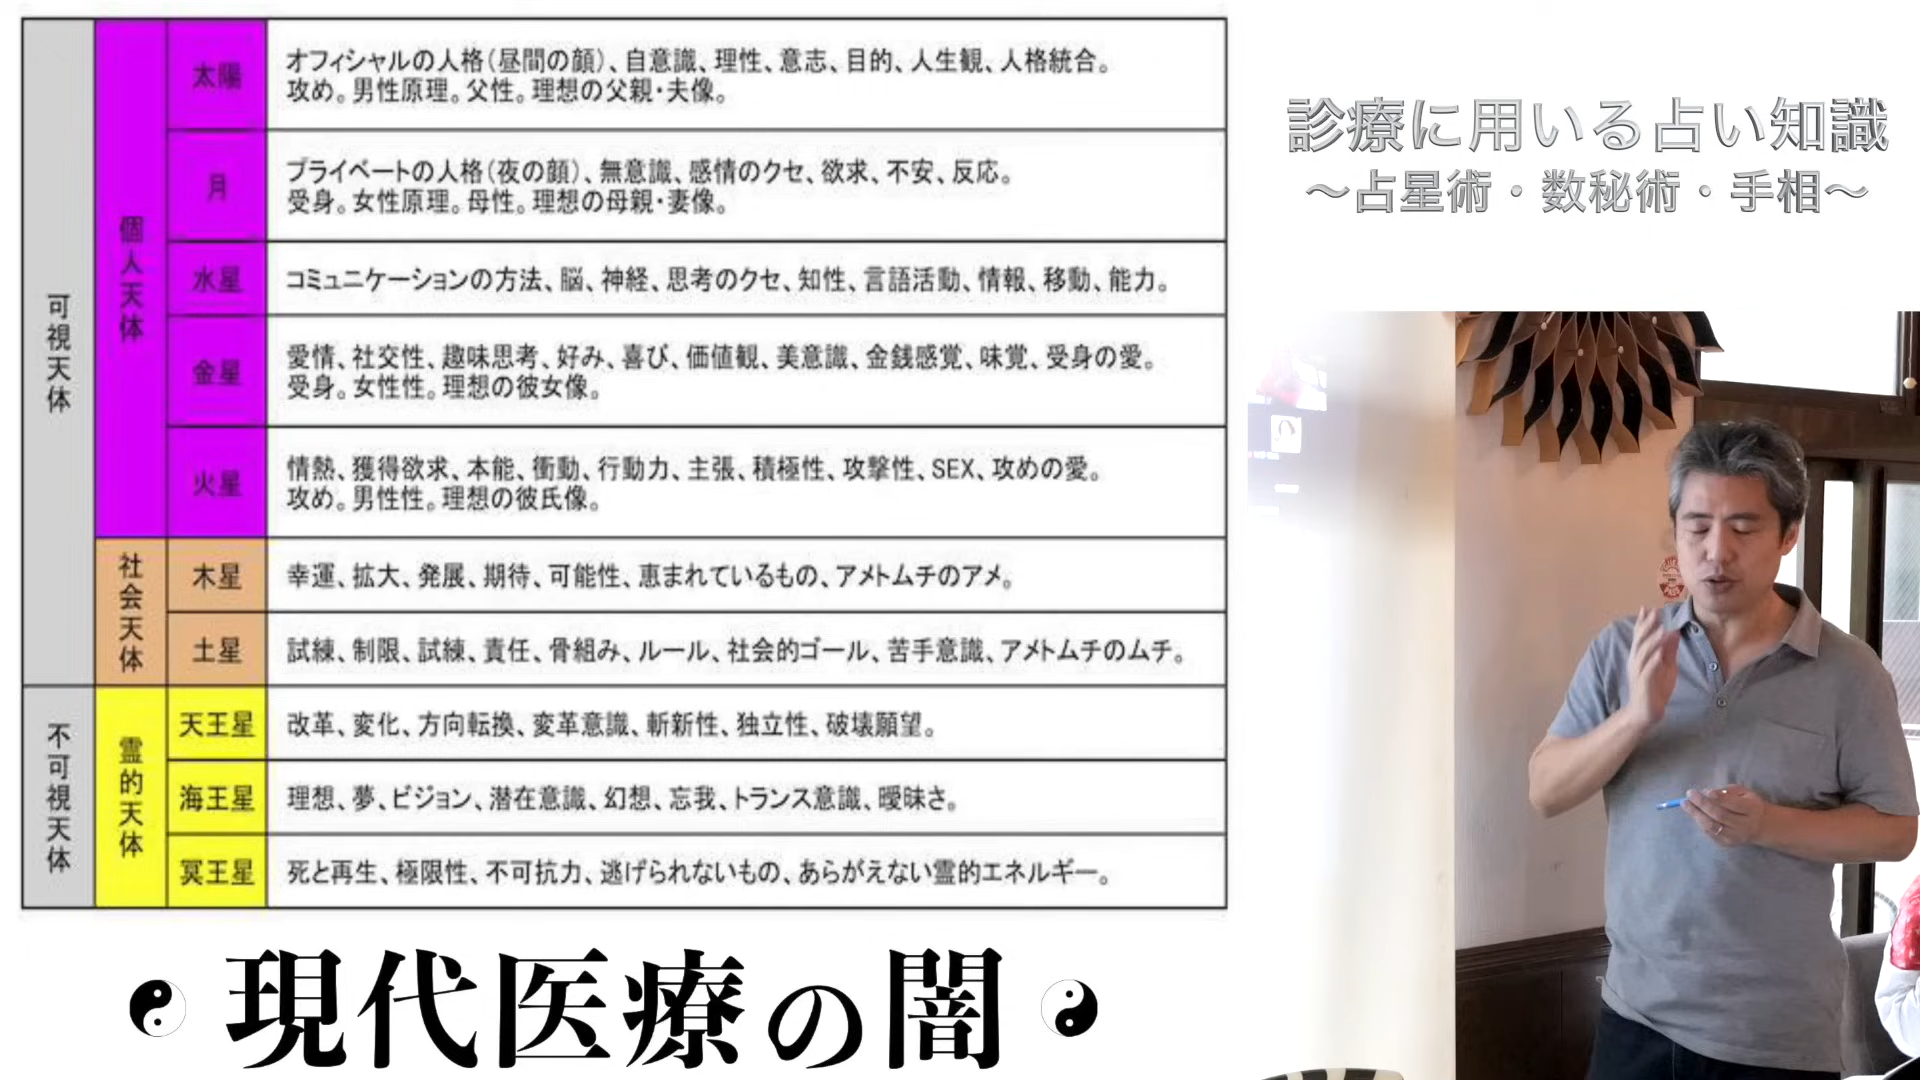 可視天体
個人天体
太陽
オフィシャルの人格(昼間の顔)、自意識、理性、意志、目的、人生観、人格統合。
攻め。男性原理。父性。理想の父親・夫像。
月
プライベートの人格(夜の顔)、無意識、感情のクセ、欲求、不安、反応。
受身。女性原理。母性。理想の母親・妻像。
水星
コミュニケーションの方法、脳、神経、思考のクセ、知性、言語活動、情報、移動、能力。
金星
愛情、社交性、趣味思考、好み、喜び、価値観、美意識、金銭感覚、味覚、受身の愛。
受身。女性性。理想の彼女像。
火星
情熱、獲得欲求、本能、衝動、行動力、主張、積極性、攻撃性、SEX、攻めの愛。
攻め。男性性。理想の彼氏像。
社会天体
木星
幸運、拡大、発展、期待、可能性、恵まれているもの、アメトムチのアメ。
土星
試練、制限、試練、責任、骨組み、ルール、社会的ゴール、苦手意識、アメトムチのムチ。
不可視天体
霊的天体
天王星
改革、変化、方向転換、変革意識、斬新性、独立性、破壊願望。
海王星
理想、夢、ビジョン、潜在意識、幻想、忘我、トランス意識、曖昧さ。
冥王星
死と再生、極限性、不可抗力、逃げられないもの、あらがえない霊的エネルギー。
現代医療の闇
診療に用いる占い知識
～占星術・数秘術・手相～